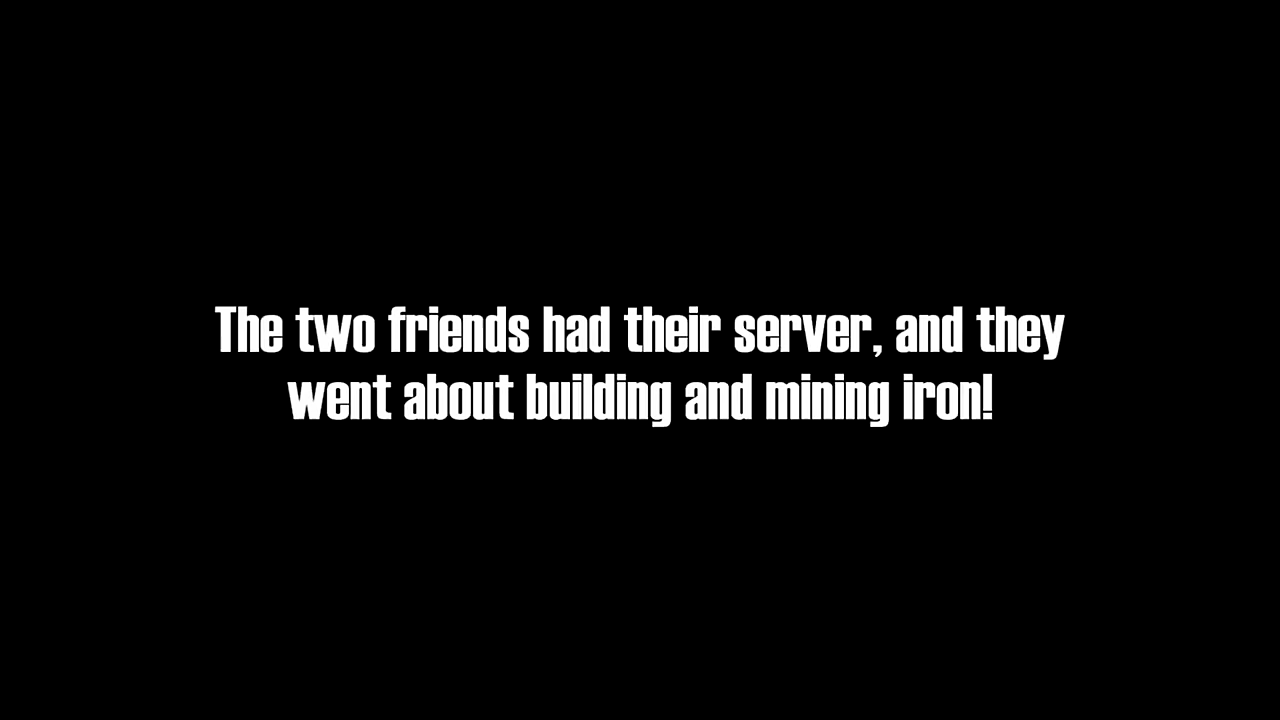 The two friends had their server, and they
went about building and mining iron!